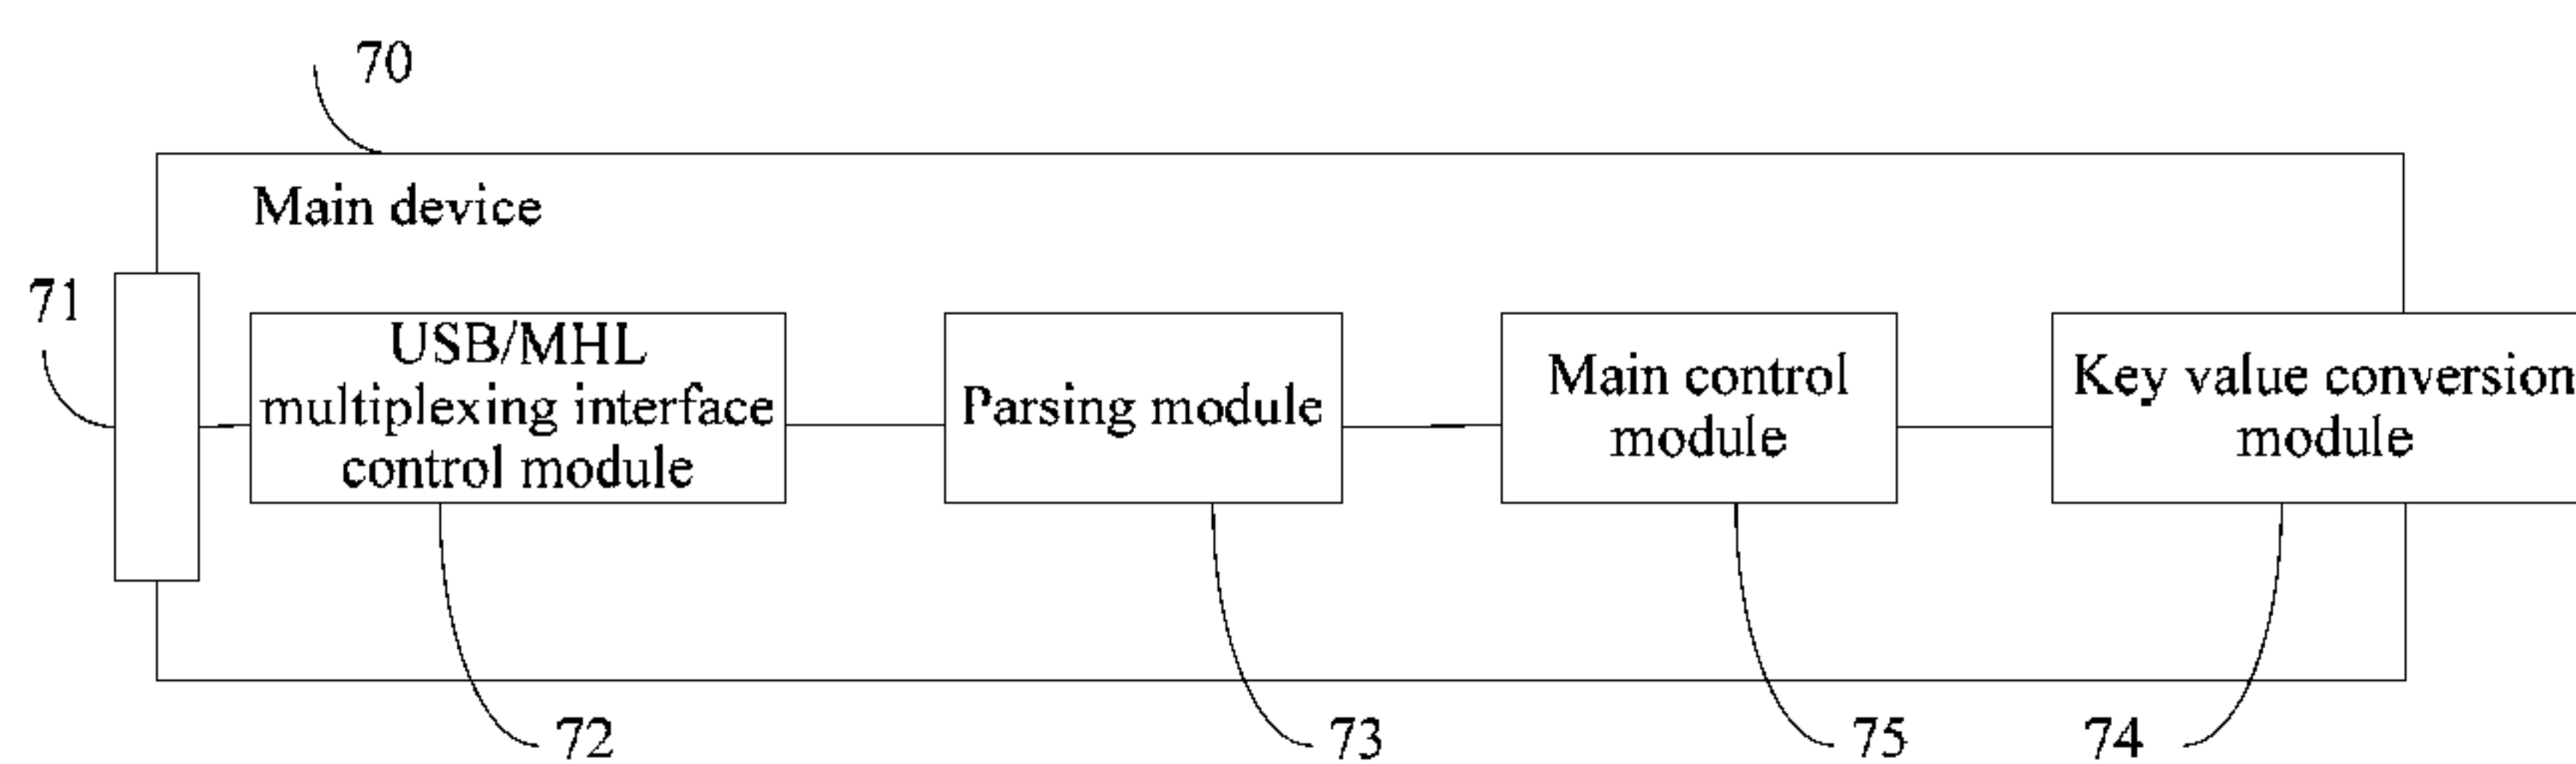 70
Main device
71
USB/MHL
multiplexing interface
control module
Parsing module
Main control
module
Key value conversion
module
72
73
75
74